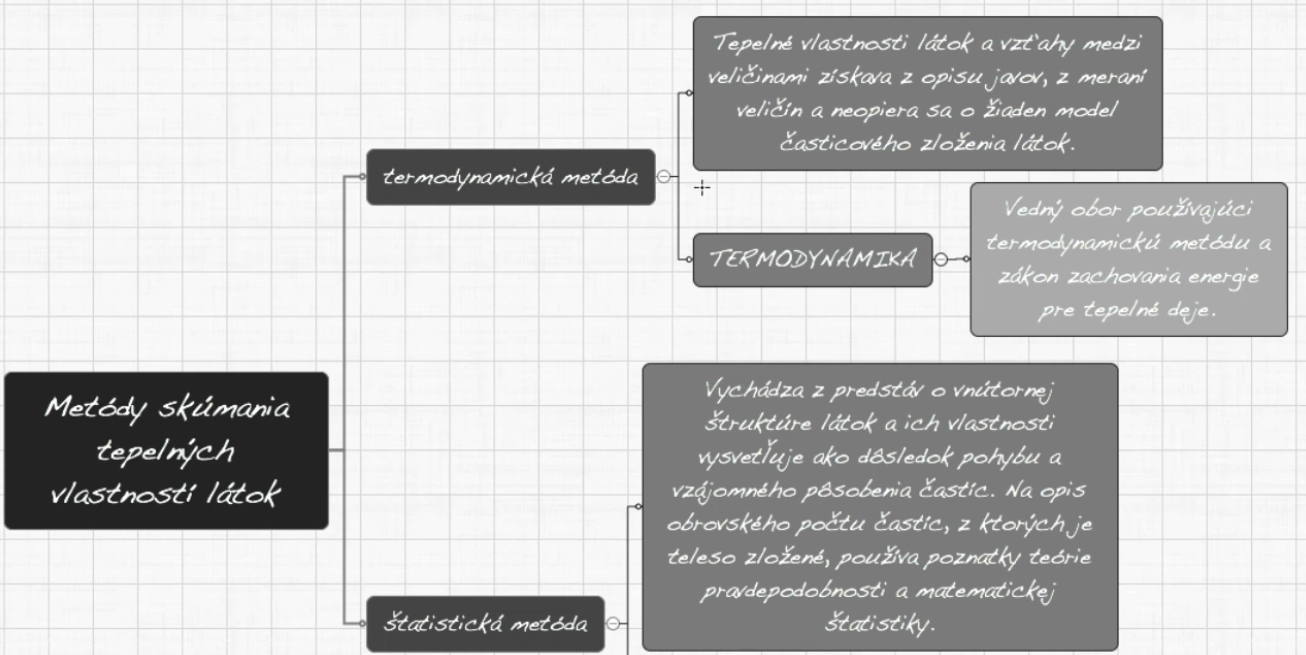 Metódy skúmania
tepelných
vlastností látok
termodynamická metóda
Tepelné vlastnosti látok a vzťahy medzi
veličinami získava z opisu javov, z meraní
veličín a neopiera sa o žiaden model
časticového zloženia látok.
TERMODYNAMIKA
Vedný obor používajúci
termodynamickú metódu a
zákon zachovania energie
pre tepelné deje.
štatistická metóda
Vychádza z predstáv o vnútornej
štruktúre látok a ich vlastnosti
vysvetľuje ako dôsledok pohybu a
vzájomného pôsobenia častíc. Na opis
obrovského počtu častíc, z ktorých je
teleso zložené, používa poznatky teórie
pravdepodobnosti a matematickej
štatistiky.